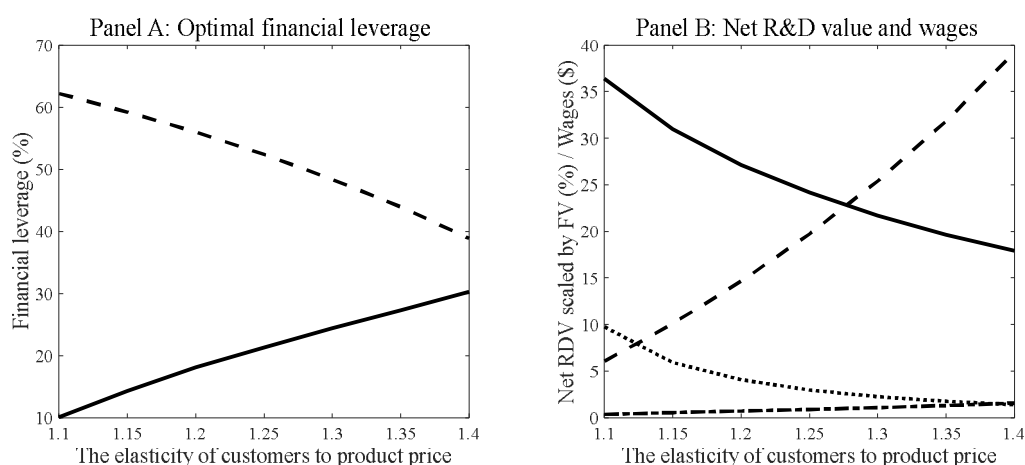 Panel A: Optimal financial leverage
70
60
50
40
30
20
10
Financial leverage (%)
1.1 1.15 1.2 1.25 1.3 1.35 1.4
The elasticity of customers to product price
Panel B: Net R&D value and wages
40
35
30
25
20
15
10
5
0
Net RDV scaled by FV (%) / Wages ($)
1.1 1.15 1.2 1.25 1.3 1.35 1.4
The elasticity of customers to product price